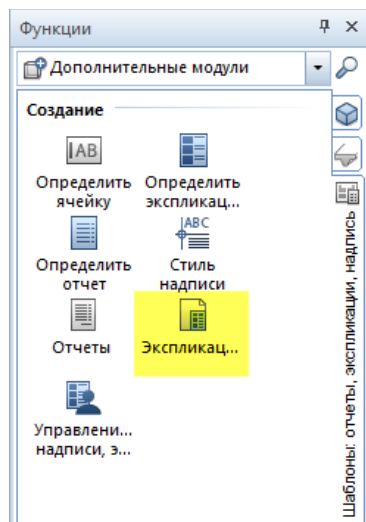 Функции
Дополнительные модули
Создание
AB
Определить
ячейку
Определить
экспликац...
Определить
отчет
ABC
Стиль
надписи
Отчеты
Экспликац...
Управлени...
надписи, э...
Шаблоны: отчеты, экспликации, надпись